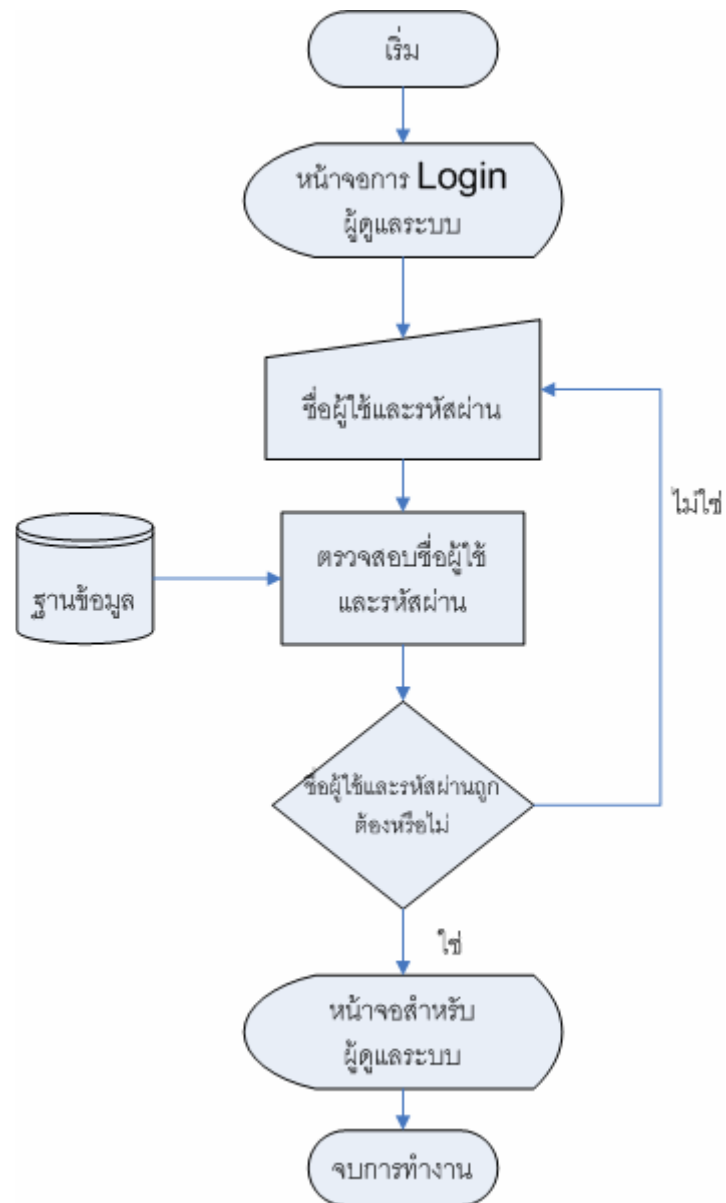 เริ่ม
หน้าจอการ Login
ผู้ดูแลระบบ
ชื่อผู้ใช้และรหัสผ่าน
ไม่ใช่
ตรวจสอบชื่อผู้ใช้
และรหัสผ่าน
ฐานข้อมูล
ชื่อผู้ใช้และรหัสผ่านถูก
ต้องหรือไม่
ใช่
หน้าจอสำหรับ
ผู้ดูแลระบบ
จบการทำงาน